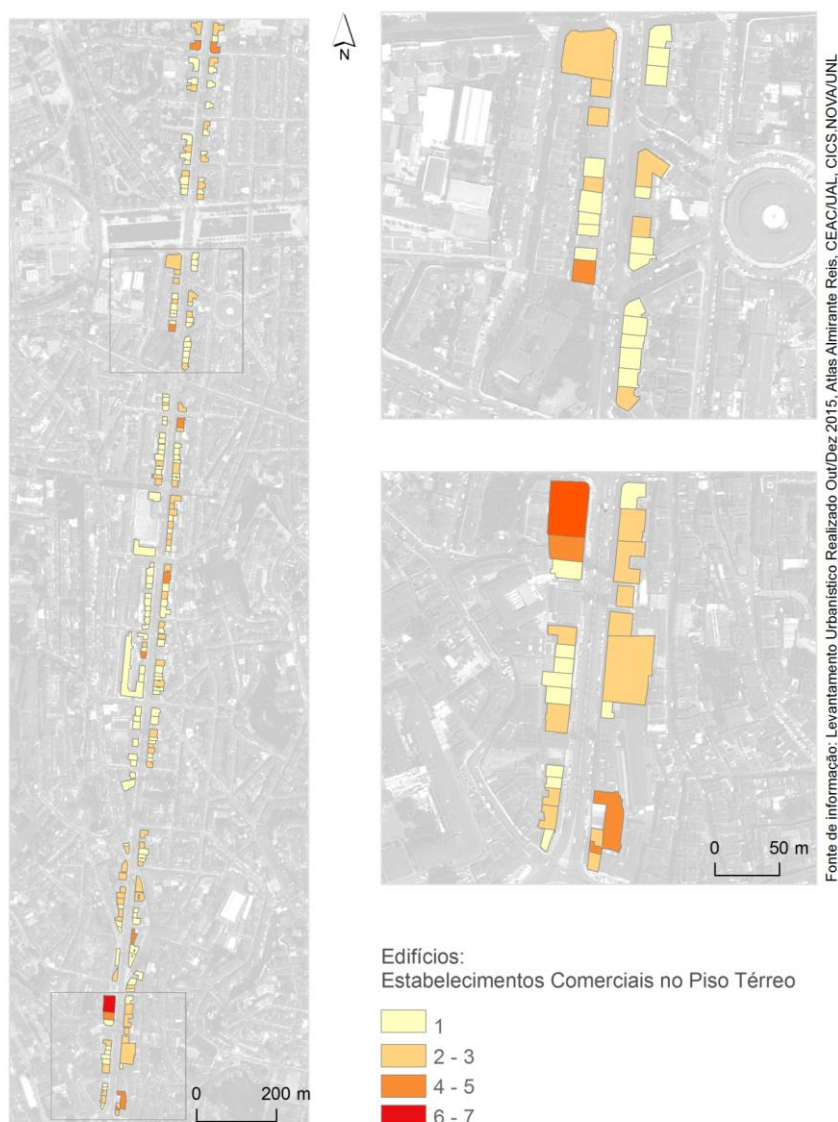 N
0 200 m
0 50 m
Edifícios:
Estabelecimentos Comerciais no Piso Térreo
1
2 - 3
4 - 5
6 - 7
Fonte de informação: Levantamento Urbanístico Realizado Out/Dez 2015, Atlas Almirante Reis, CEAC/UAL, CICS.NOVA/UNL